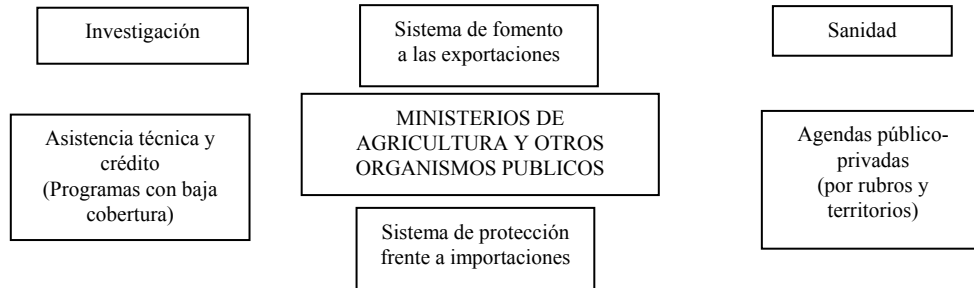 Investigación
Sistema de fomento
a las exportaciones
Sanidad
Asistencia técnica y
crédito
(Programas con baja
cobertura)
MINISTERIOS DE
AGRICULTURA Y OTROS
ORGANISMOS PUBLICOS
Agendas público-
privadas
(por rubros y
territorios)
Sistema de protección
frente a importaciones